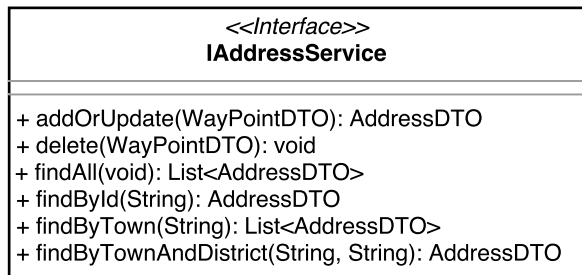 <<Interface>>
IAddressService
+ addOrUpdate(WayPointDTO): AddressDTO
+ delete(WayPointDTO): void
+ findAll(void): List<AddressDTO>
+ findById(String): AddressDTO
+ findByTown(String): List<AddressDTO>
+ findByTownAndDistrict(String, String): AddressDTO